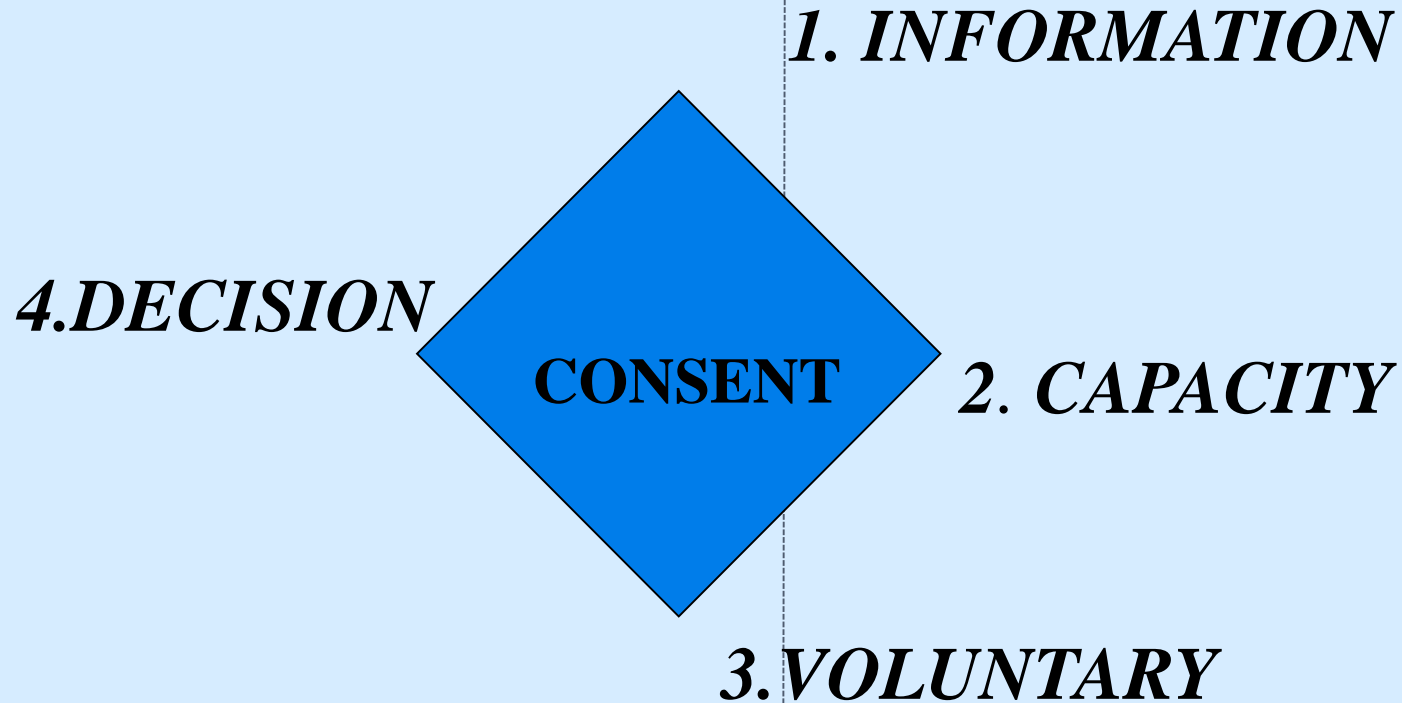 1. INFORMATION
4.DECISION
CONSENT
2. CAPACITY
3.VOLUNTARY